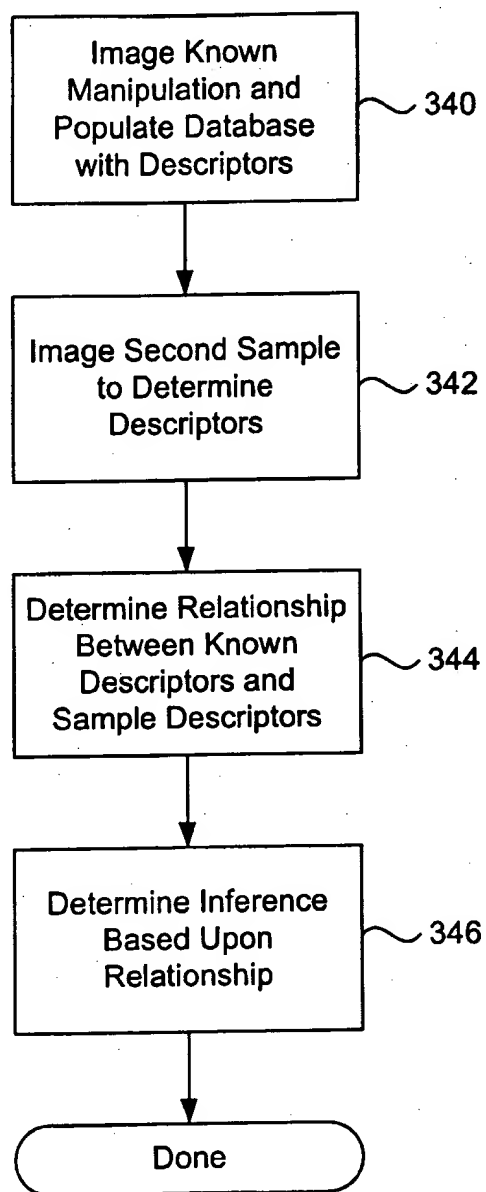 Image Known
Manipulation and
Populate Database
with Descriptors
340
Image Second Sample
to Determine
Descriptors
342
Determine Relationship
Between Known
Descriptors and
Sample Descriptors
344
Determine Inference
Based Upon
Relationship
346
Done